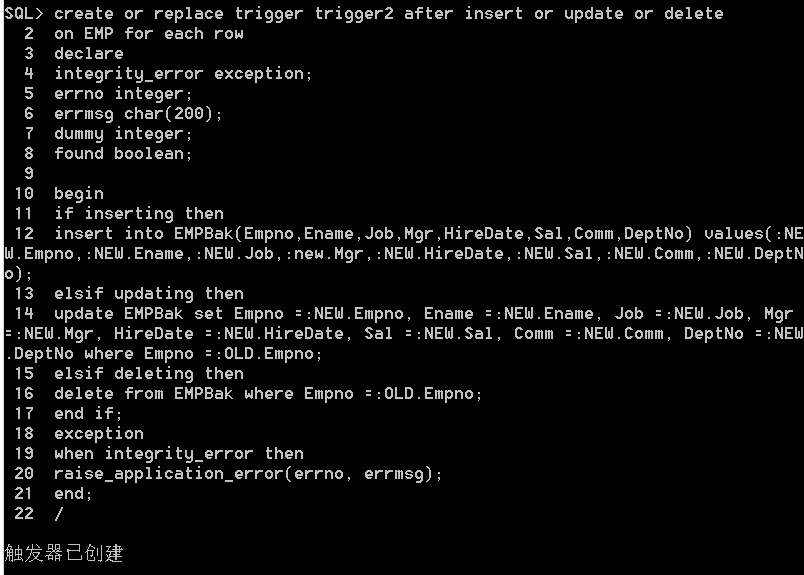 SQL> create or replace trigger trigger2 after insert or update or delete
2 on EMP for each row
3 declare
4 integrity_error exception;
5 errno integer;
6 errmsg char(200);
7 dummy integer;
8 found boolean;
9
10 begin
11 if inserting then
12 insert into EMPBak(Empno,Ename,Job,Mgr,HireDate,Sal,Comm,DeptNo) values(:NE
W.Empno,:NEW.Ename,:NEW.Job,:new.Mgr,:NEW.HireDate,:NEW.Sal,:NEW.Comm,:NEW.DeptN
o);
13 elsif updating then
14 update EMPBak set Empno =:NEW.Empno, Ename =:NEW.Ename, Job =:NEW.Job, Mgr
=:NEW.Mgr, HireDate =:NEW.HireDate, Sal =:NEW.Sal, Comm =:NEW.Comm, DeptNo =:NEW
.DeptNo where Empno =:OLD.Empno;
15 elsif deleting then
16 delete from EMPBak where Empno =:OLD.Empno;
17 end if;
18 exception
19 when integrity_error then
20 raise_application_error(errno, errmsg);
21 end;
22 /
触发器已创建